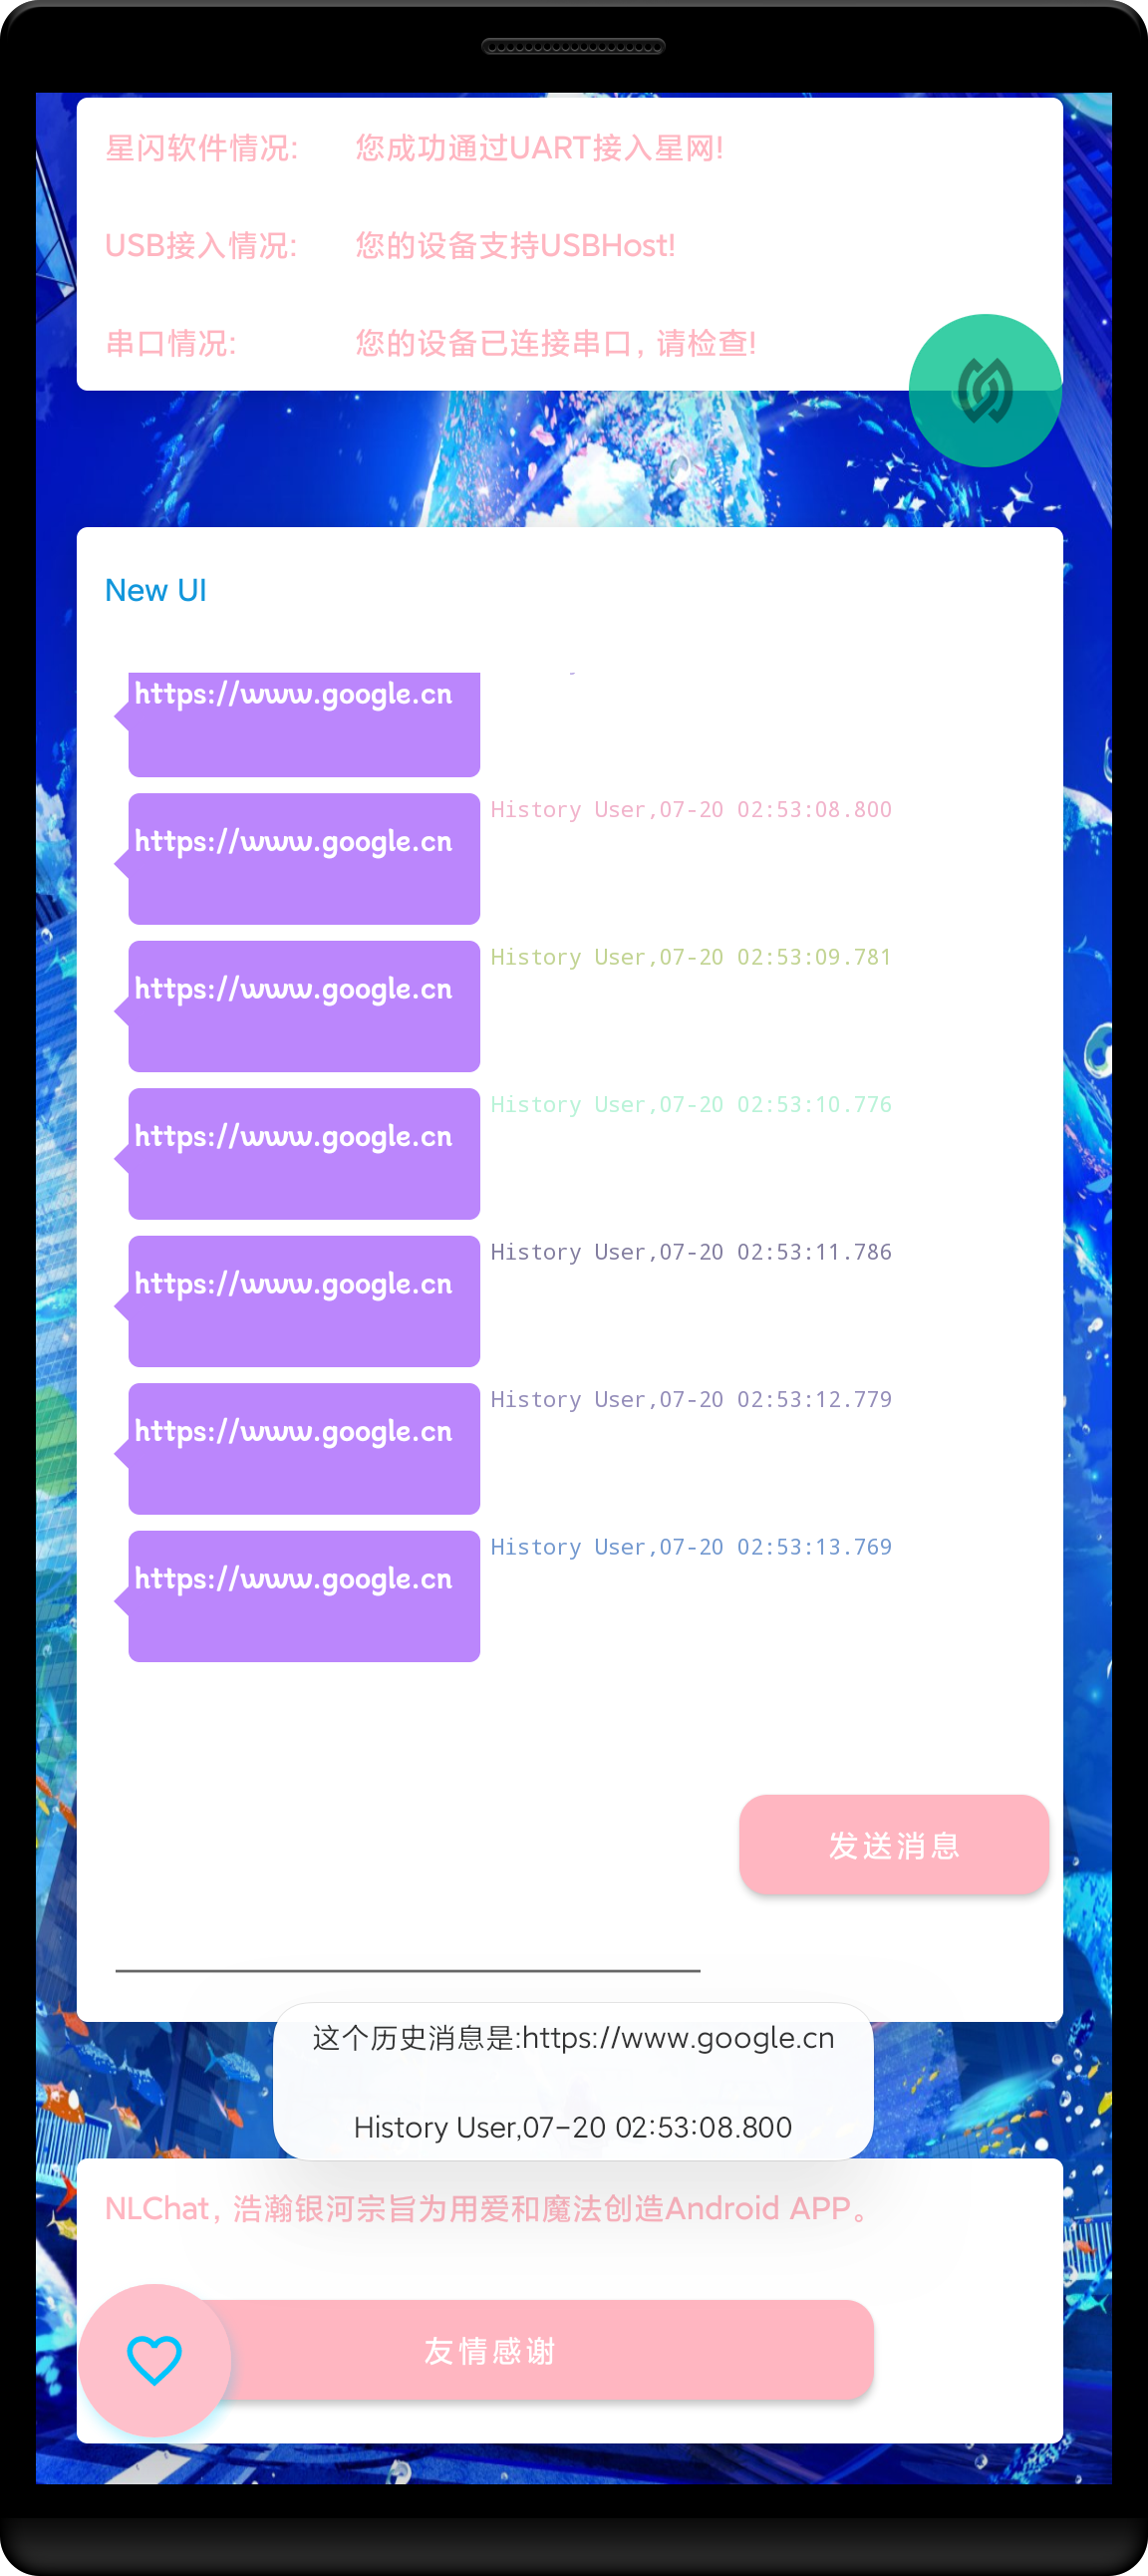 星闪软件情况: 您成功通过UART接入星网!
USB接入情况: 您的设备支持USBHost!
串口情况: 您的设备已连接串口, 请检查!
New UI
https://www.google.cn
History User,07-20 02:53:08.800
https://www.google.cn
History User,07-20 02:53:09.781
https://www.google.cn
History User,07-20 02:53:10.776
https://www.google.cn
History User,07-20 02:53:11.786
https://www.google.cn
History User,07-20 02:53:12.779
https://www.google.cn
History User,07-20 02:53:13.769
https://www.google.cn
发送消息
这个历史消息是:https://www.google.cn
History User,07-20 02:53:08.800
NLChat, 浩瀚银河宗旨为用爱和魔法创造Android APP。
友情感谢